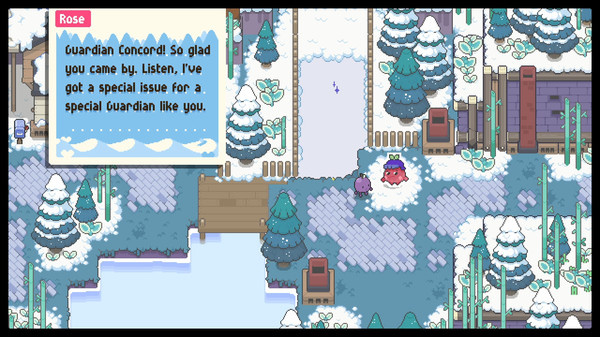 Rose
Guardian Concord! So glad
you came by. Listen, I've
got a special issue for a
special Guardian like you.